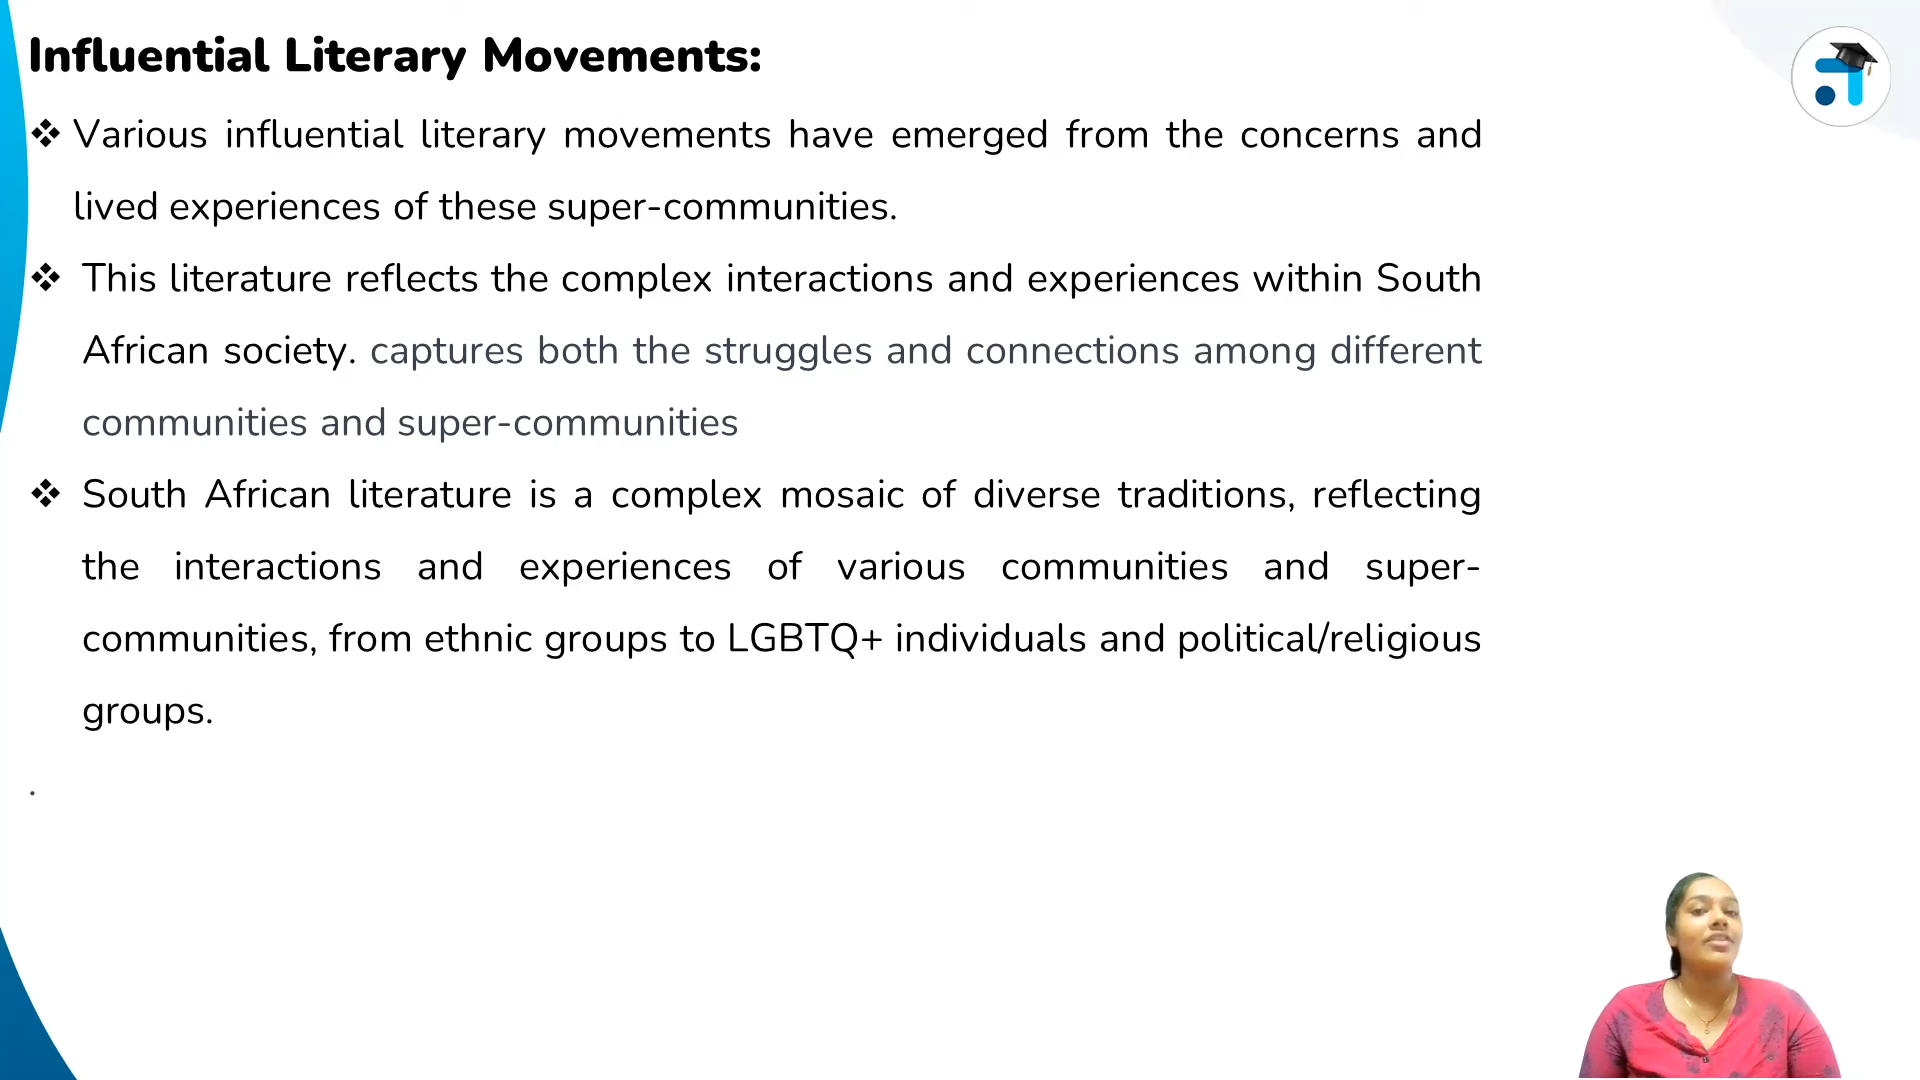 Influential Literary Movements:
❖ Various influential literary movements have emerged from the concerns and
lived experiences of these super-communities.
❖ This literature reflects the complex interactions and experiences within South
African society. captures both the struggles and connections among different
communities and super-communities
❖ South African literature is a complex mosaic of diverse traditions, reflecting
the interactions and experiences of various communities and super-
communities, from ethnic groups to LGBTQ+ individuals and political/religious
groups.
.